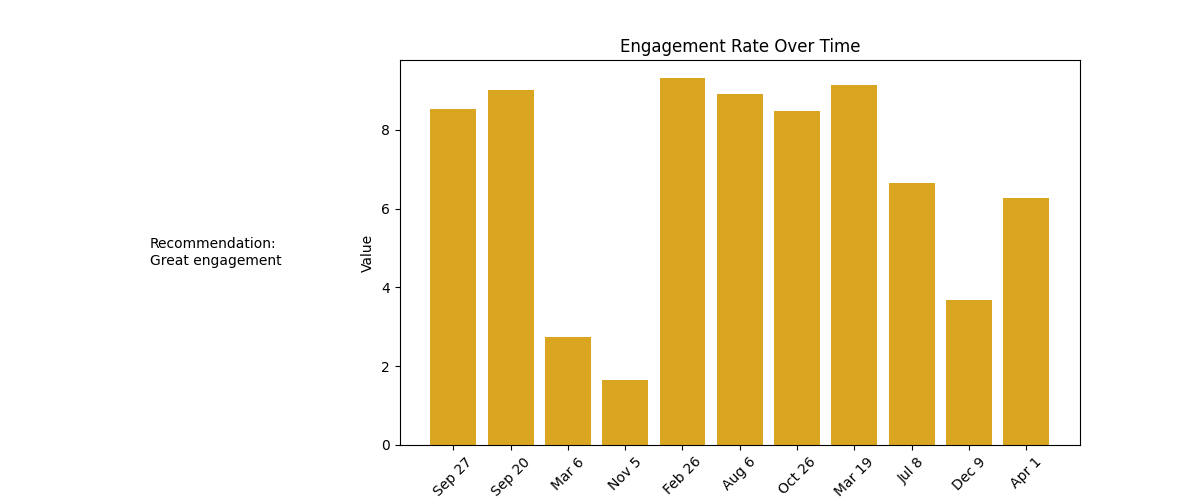 Engagement Rate Over Time
Recommendation:
Great engagement
Value
8
6
4
2
0
Sep 27
Sep 20
Mar 6
Nov 5
Feb 26
Aug 6
Oct 26
Mar 19
Jul 8
Dec 9
Apr 1